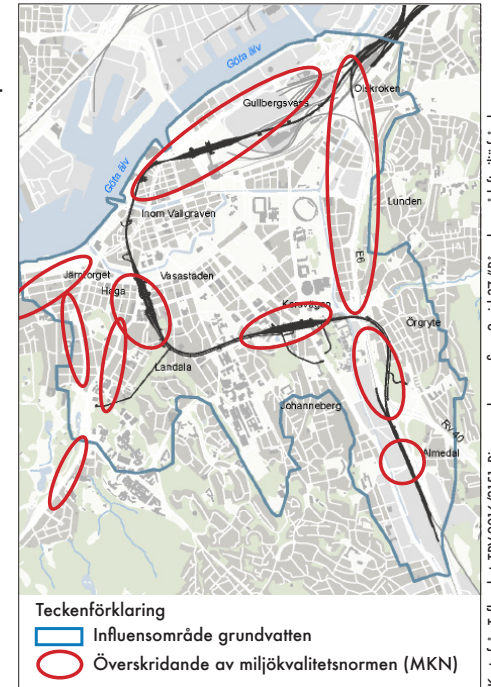 Göta älv
Olskroken
Gullbergsvass
Göta älv
Lunden
Inom Vallgraven
E6
Järntorget
Vasastaden
Haga
Korsvägen
Örgryte
Landala
Johanneberg
Rv 40
Almedal
Teckenförklaring
Influensområde grundvatten
Överskridande av miljökvalitetsnormen (MKN)